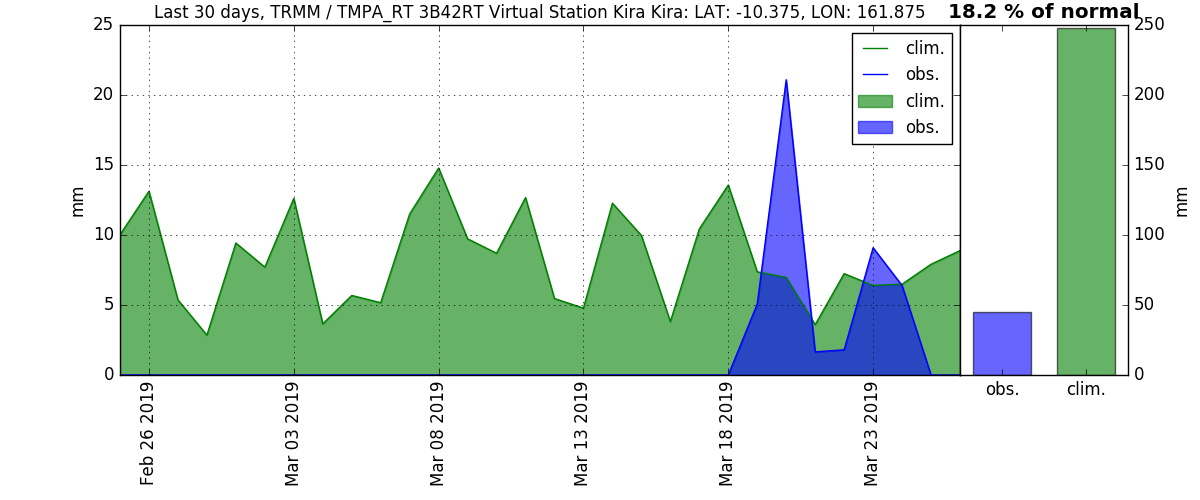 Last 30 days, TRMM / TMPA_RT 3B42RT Virtual Station Kira Kira: LAT: -10.375, LON: 161.875
18.2 % of normal
25
20
15
10
5
0
mm
clim.
obs.
clim.
obs.
250
200
150
100
50
0
mm
obs.
clim.
Feb 26 2019
Mar 03 2019
Mar 08 2019
Mar 13 2019
Mar 18 2019
Mar 23 2019